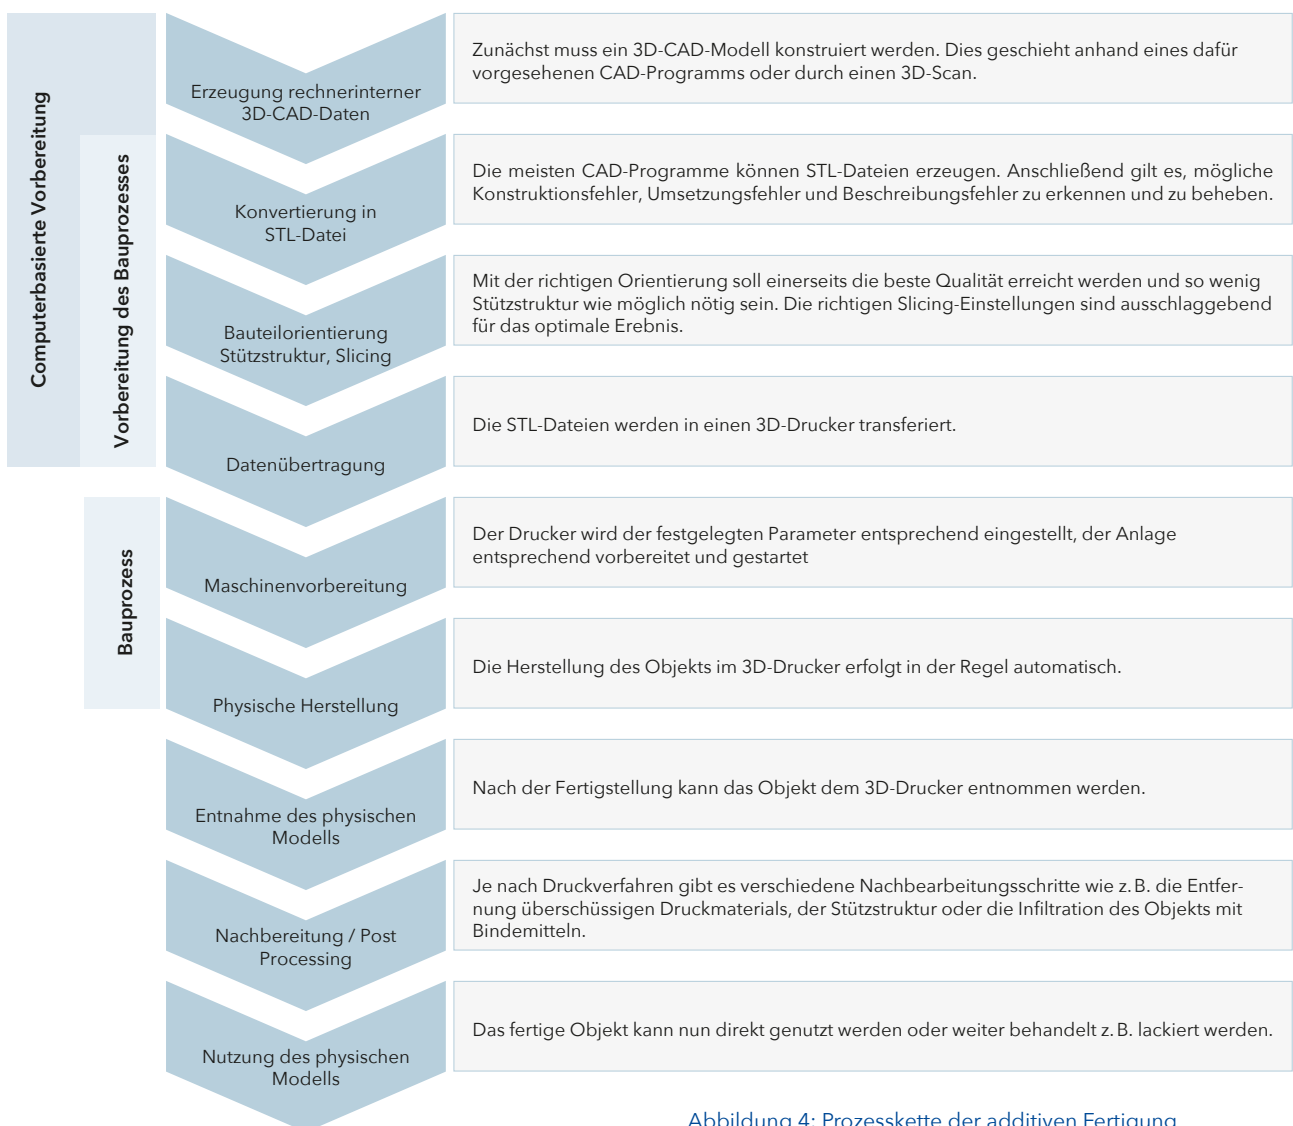 Computerbasierte Vorbereitung
Vorbereitung des Bauprozesses
Erzeugung rechnerinterner
3D-CAD-Daten
Zunächst muss ein 3D-CAD-Modell konstruiert werden. Dies geschieht anhand eines dafür
vorgesehenen CAD-Programms oder durch einen 3D-Scan.
Konvertierung in
STL-Datei
Die meisten CAD-Programme können STL-Dateien erzeugen. Anschließend gilt es, mögliche
Konstruktionsfehler, Umsetzungsfehler und Beschreibungsfehler zu erkennen und zu beheben.
Bauteilorientierung
Stützstruktur, Slicing
Mit der richtigen Orientierung soll einerseits die beste Qualität erreicht werden und so wenig
Stützstruktur wie möglich nötig sein. Die richtigen Slicing-Einstellungen sind ausschlaggebend
für das optimale Erebnis.
Datenübertragung
Die STL-Dateien werden in einen 3D-Drucker transferiert.
Bauprozess
Maschinenvorbereitung
Der Drucker wird der festgelegten Parameter entsprechend eingestellt, der Anlage
entsprechend vorbereitet und gestartet
Physische Herstellung
Die Herstellung des Objekts im 3D-Drucker erfolgt in der Regel automatisch.
Entnahme des physischen
Modells
Nach der Fertigstellung kann das Objekt dem 3D-Drucker entnommen werden.
Nachbereitung / Post
Processing
Je nach Druckverfahren gibt es verschiedene Nachbearbeitungsschritte wie z. B. die Entfer-
nung überschüssigen Druckmaterials, der Stützstruktur oder die Infiltration des Objekts mit
Bindemitteln.
Nutzung des physischen
Modells
Das fertige Objekt kann nun direkt genutzt werden oder weiter behandelt z. B. lackiert werden.
Abbildung 4: Prozesskette der additiven Fertigung